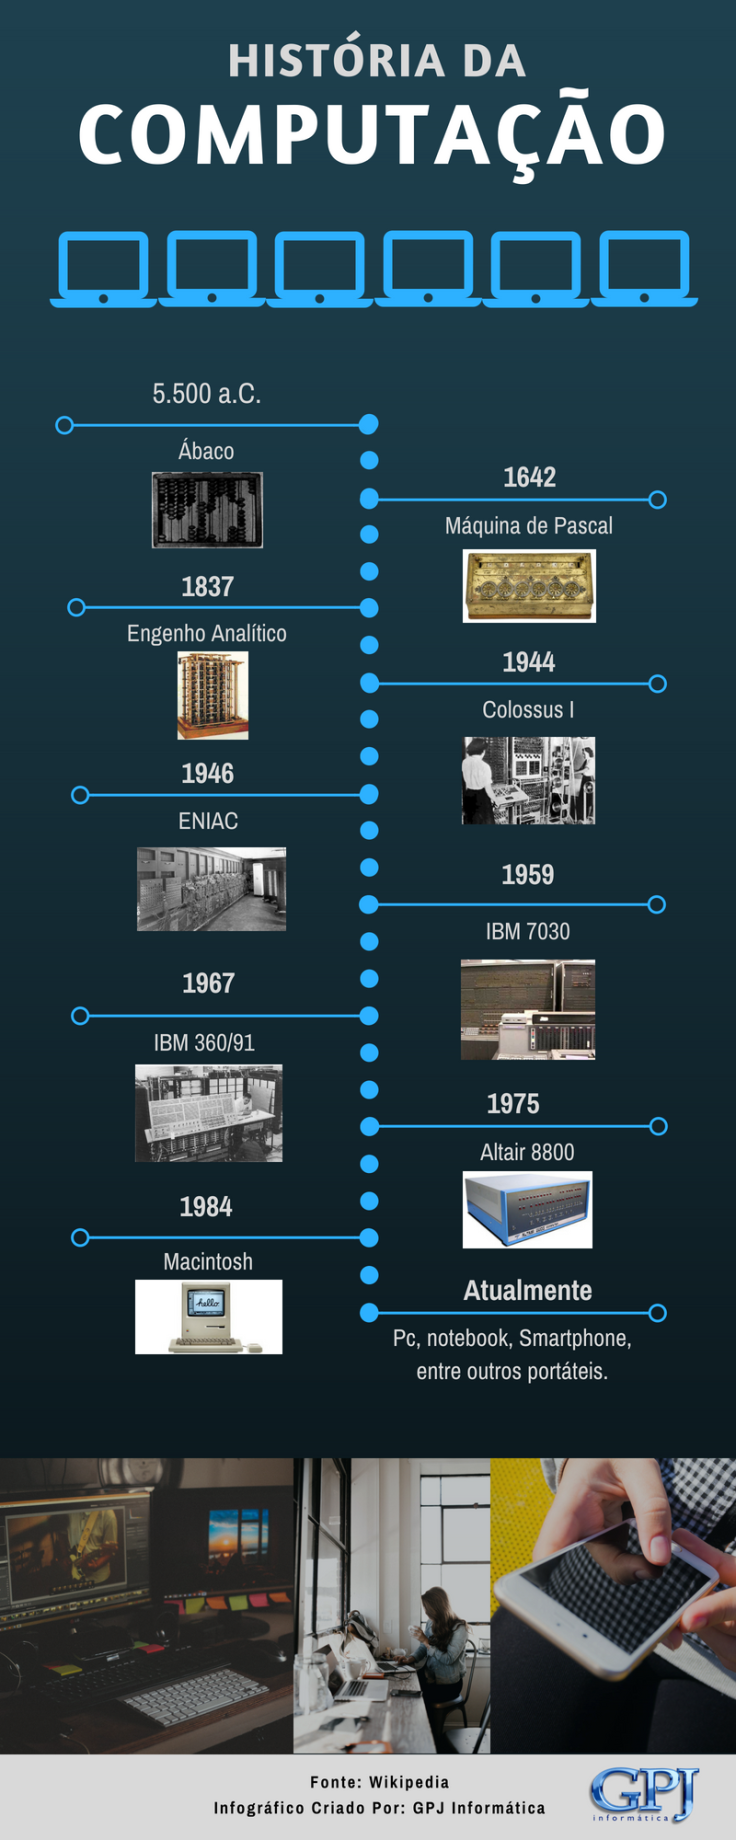 HISTÓRIA DA
COMPUTAÇÃO
5.500 a.C.
Ábaco
1642
Máquina de Pascal
1837
Engenho Analítico
1944
Colossus I
1946
ENIAC
1959
IBM 7030
1967
IBM 360/91
1975
Altair 8800
1984
Macintosh
hello
Atualmente
Pc, notebook, Smartphone,
entre outros portáteis.
Fonte: Wikipedia
Infográfico Criado Por: GPJ Informática
GPJ
informática